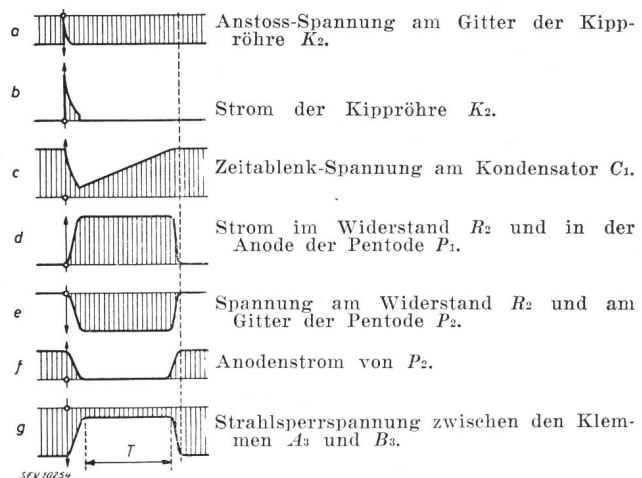 a
Anstoss-Spannung am Gitter der Kipp-
röhre K2.
b
Strom der Kippröhre K2.
c
Zeitablenk-Spannung am Kondensator C1.
d
Strom im Widerstand R2 und in der
Anode der Pentode P1.
e
Spannung am Widerstand R2 und am
Gitter der Pentode P2.
f
Anodenstrom von P2.
g
Strahlsperrspannung zwischen den Klem-
men A3 und B3.
T
SEV 10254